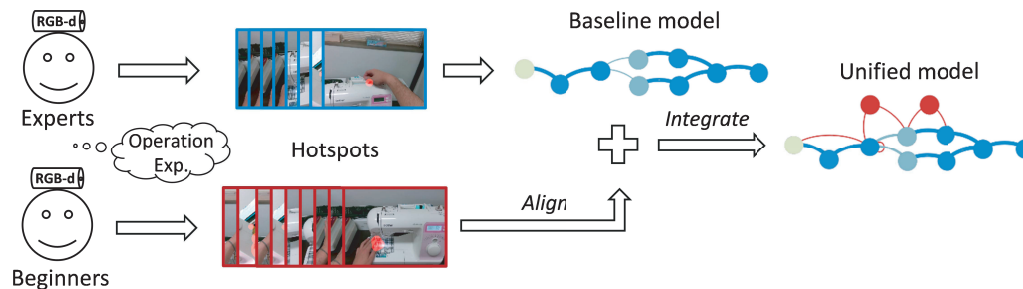 RGB-d
Experts
Operation
Exp.
RGB-d
Beginners
Hotspots
Baseline model
Align
Integrate
Unified model